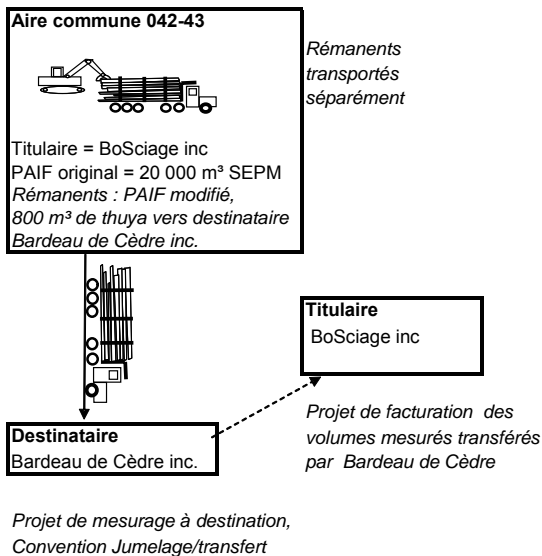 Aire commune 042-43
Rémanents
transportés
séparément
Titulaire = BoSciage inc
PAIF original = 20 000 m³ SEPM
Rémanents : PAIF modifié,
800 m³ de thuya vers destinataire
Bardeau de Cèdre inc.
Titulaire
BoSciage inc
Destinataire
Bardeau de Cèdre inc.
Projet de facturation des
volumes mesurés transférés
par Bardeau de Cèdre
Projet de mesurage à destination,
Convention Jumelage/transfert